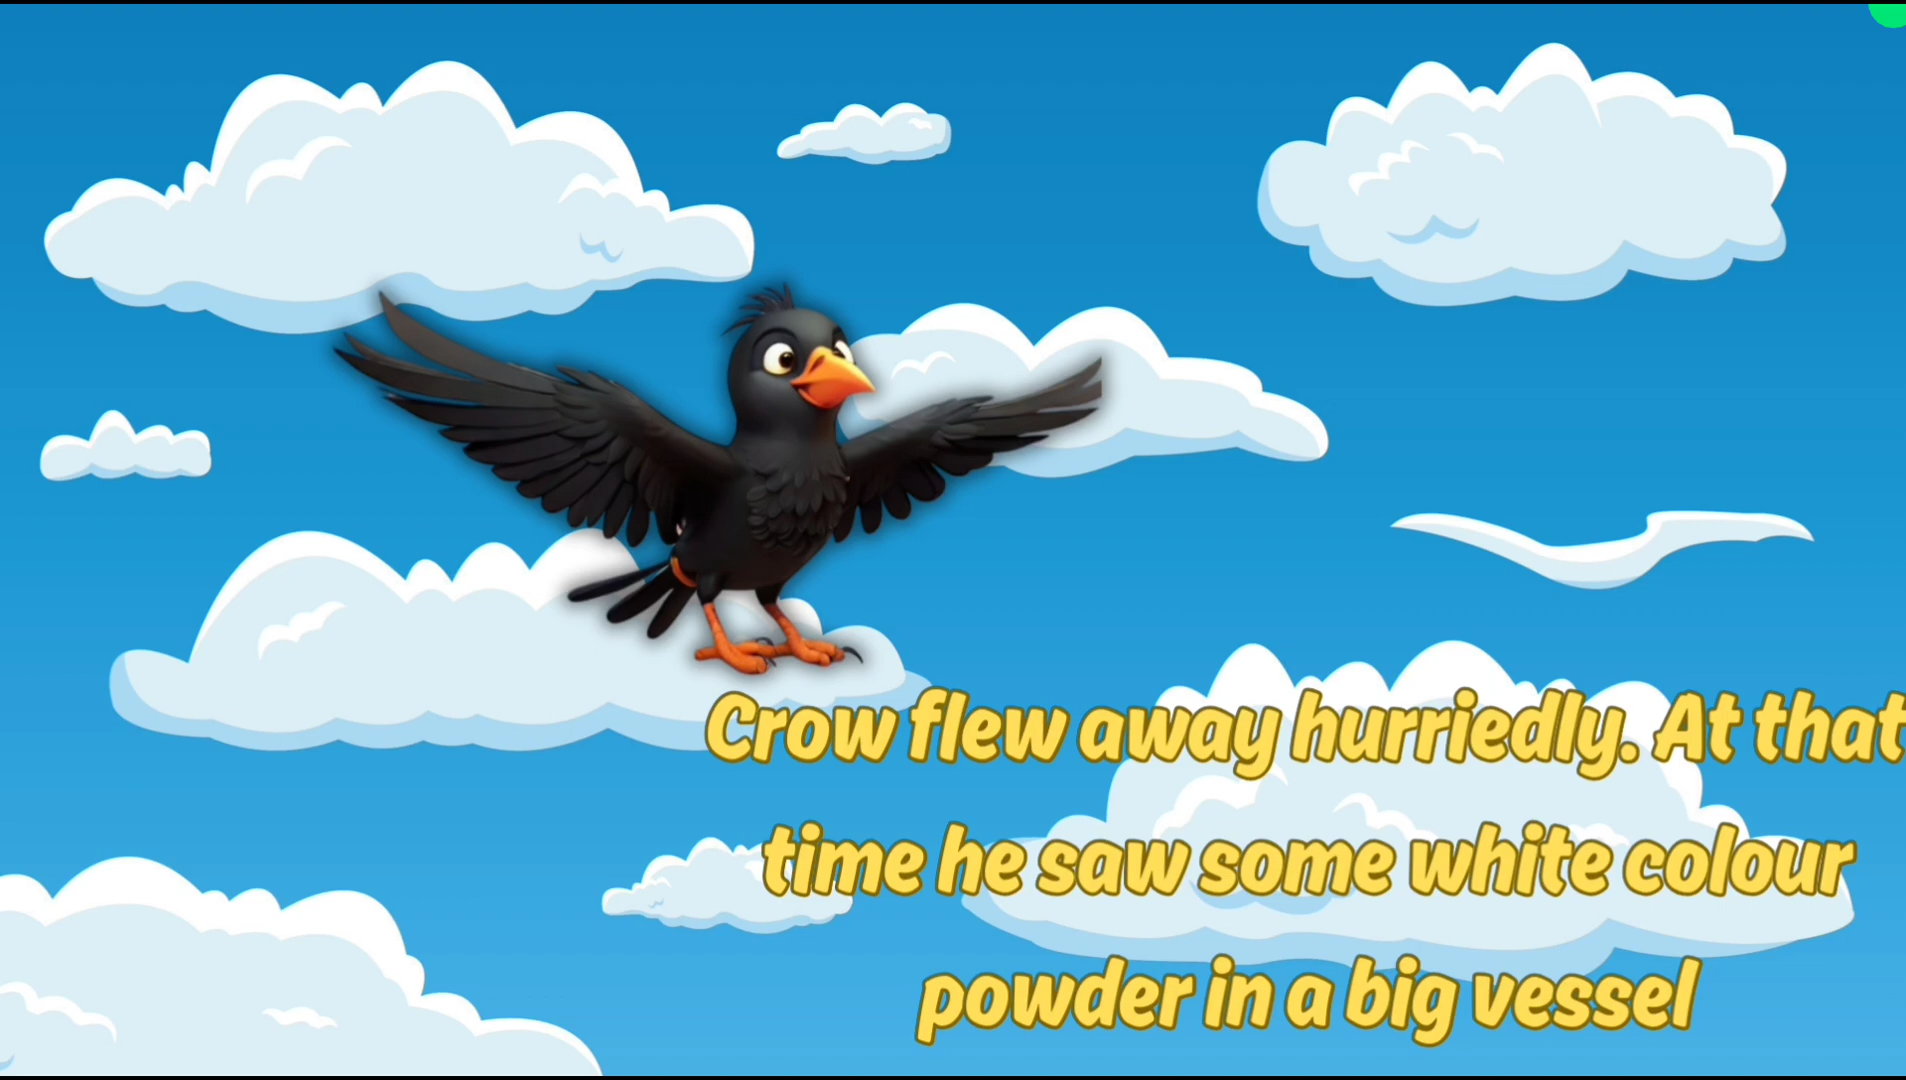 Crow flew away hurriedly. At that
time he saw some white colour
powder in a big vessel